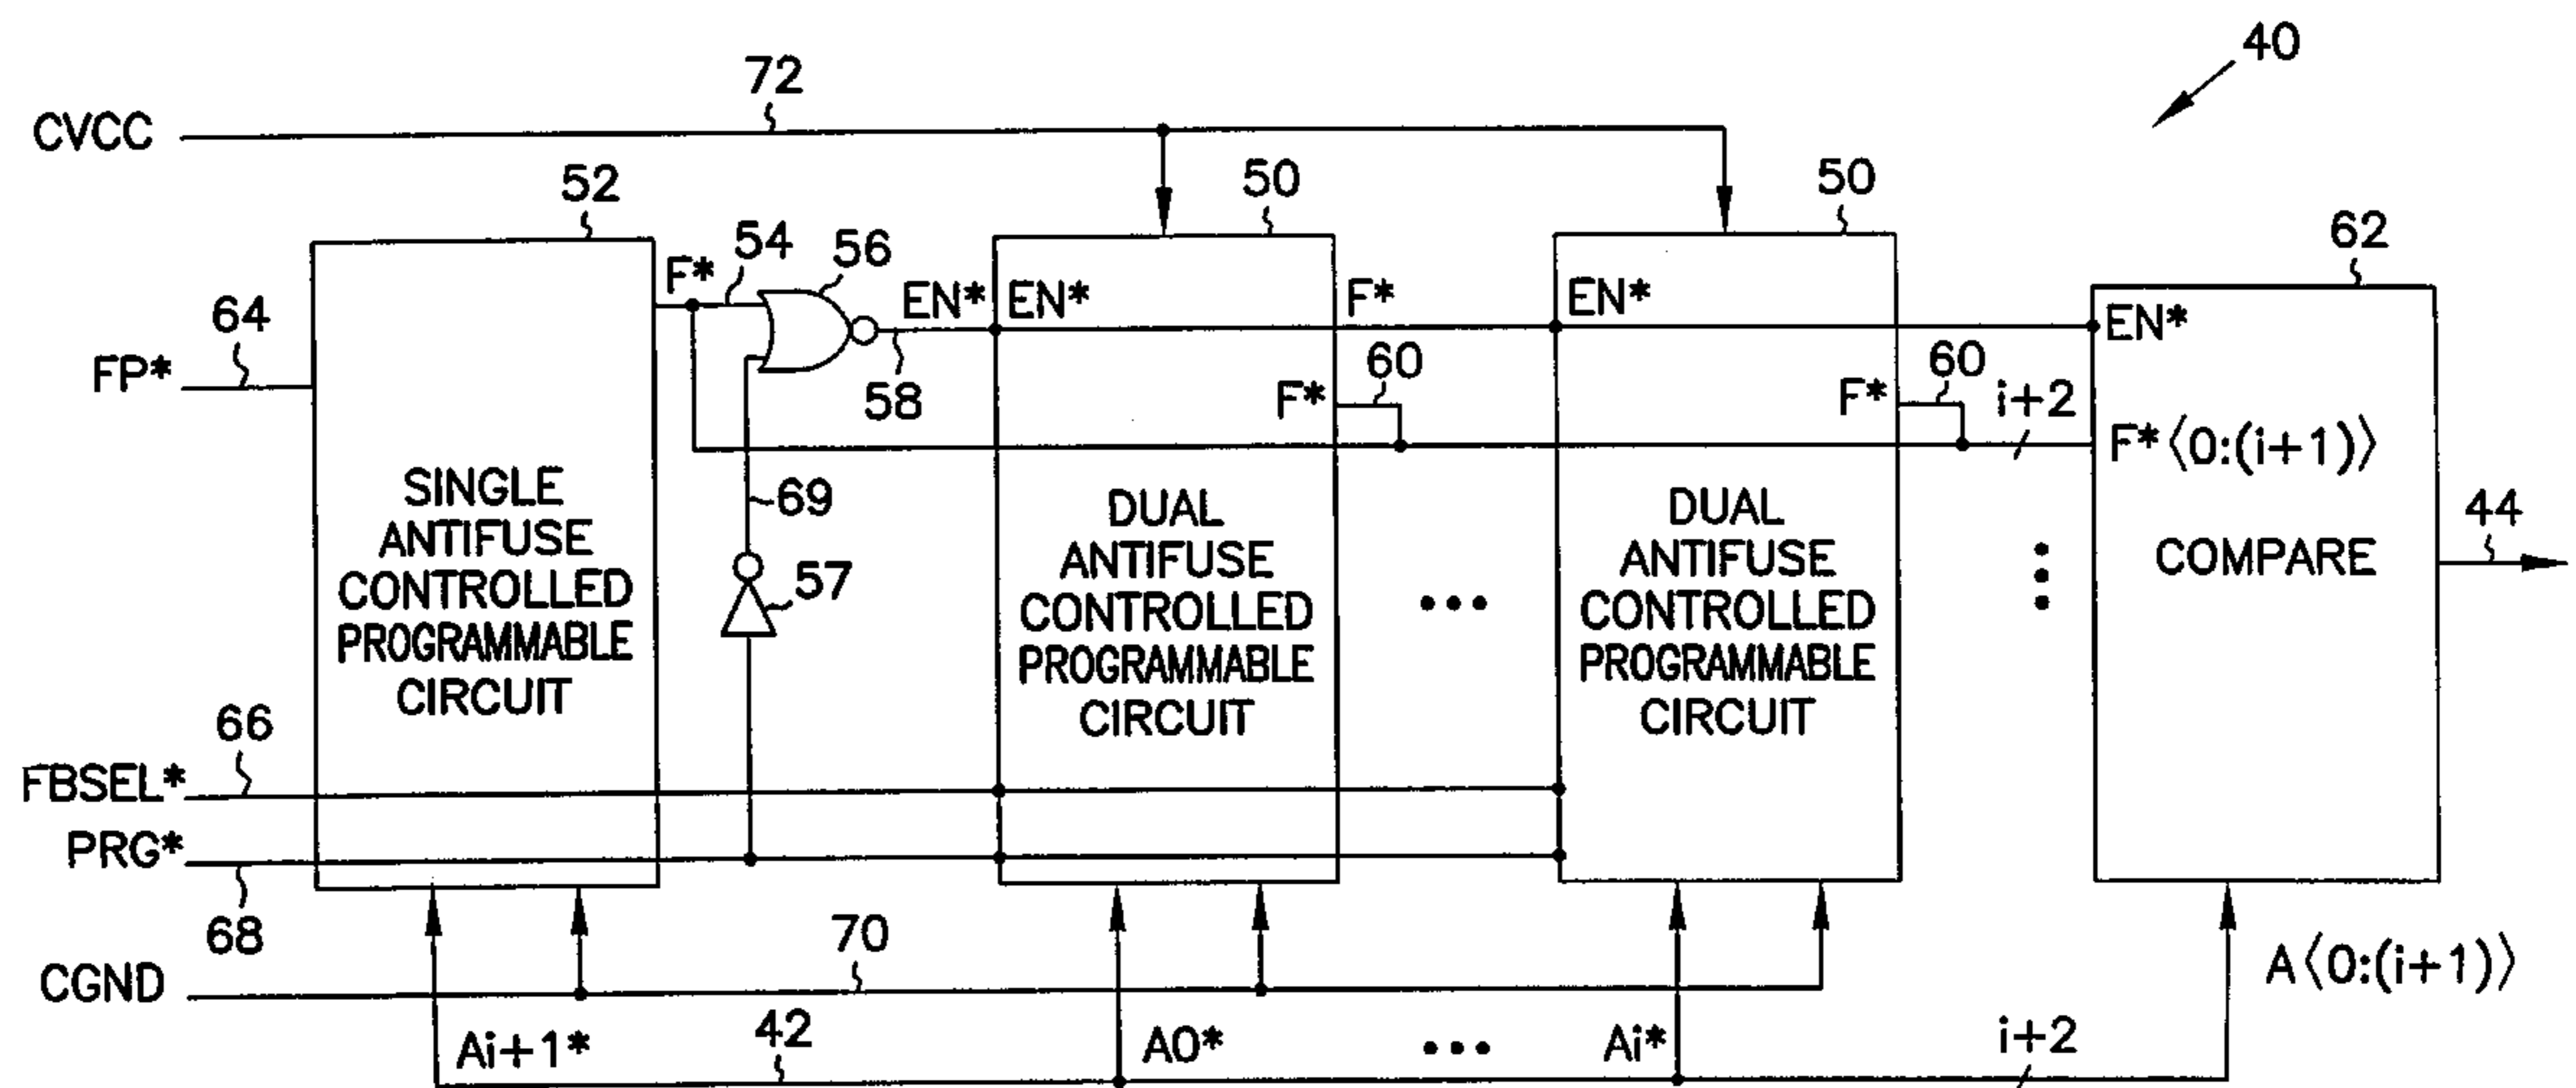 40
72
CVCC
52
50
50
62
F*
54
56
EN*
EN*
F*
EN*
EN*
64
FP*
58
60
F*
60
F*
i+2
F*⟨0:(i+1)⟩
SINGLE
ANTIFUSE
CONTROLLED
PROGRAMMABLE
CIRCUIT
69
57
DUAL
ANTIFUSE
CONTROLLED
PROGRAMMABLE
CIRCUIT
•••
DUAL
ANTIFUSE
CONTROLLED
PROGRAMMABLE
CIRCUIT
COMPARE
44
66
FBSEL*
PRG*
68
CGND
70
A⟨0:(i+1)⟩
Ai+1*
42
A0*
•••
Ai*
i+2